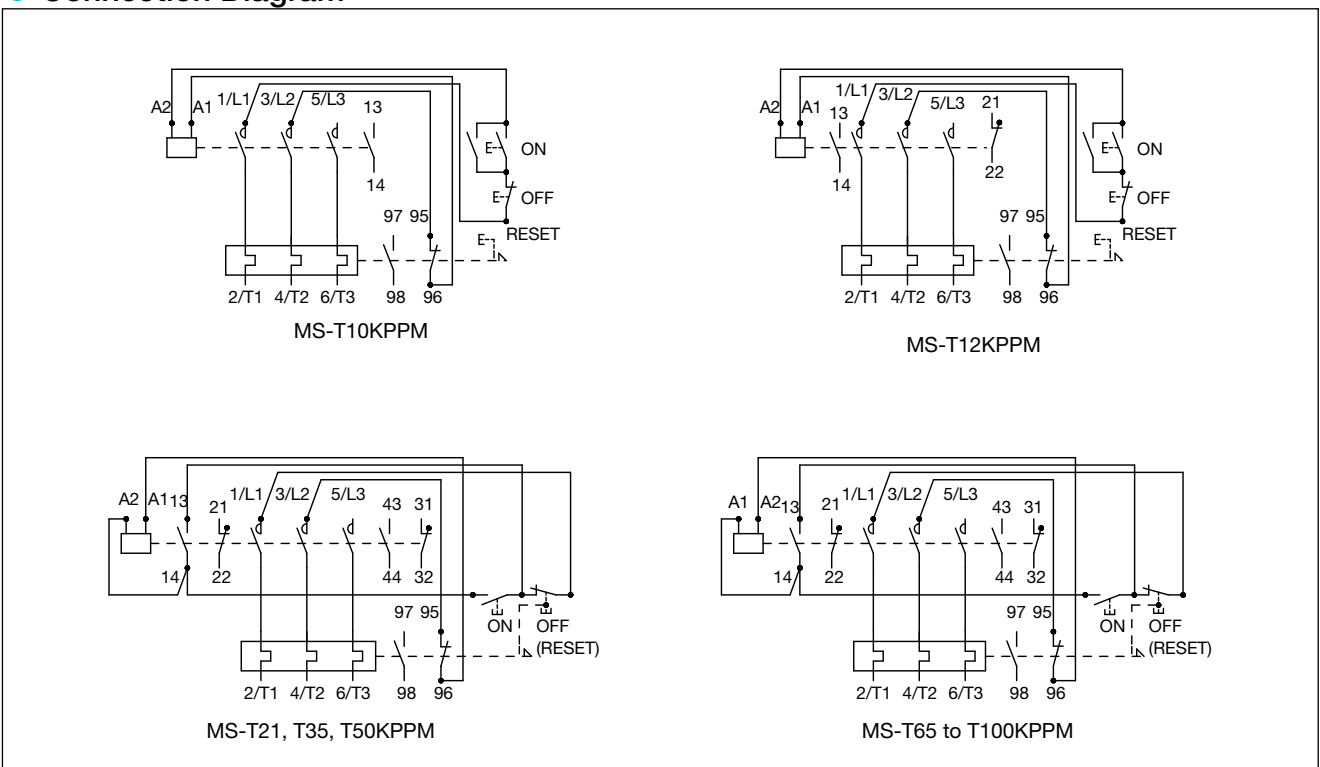 Connection Diagram
A2 A1 1/L1 3/L2 5/L3 13
ON
14
OFF
97 95
RESET
2/T1 4/T2 6/T3 98 96
MS-T10KPPM
A2 A1 13 1/L1 3/L2 5/L3 21
ON
14 22
OFF
97 95
RESET
2/T1 4/T2 6/T3 98 96
MS-T12KPPM
A2 A1 13 21 1/L1 3/L2 5/L3 43 31
14 22 44 32
97 95
ON OFF
(RESET)
2/T1 4/T2 6/T3 98 96
MS-T21, T35, T50KPPM
A1 A2 13 21 1/L1 3/L2 5/L3 43 31
14 22 44 32
97 95
ON OFF
(RESET)
2/T1 4/T2 6/T3 98 96
MS-T65 to T100KPPM